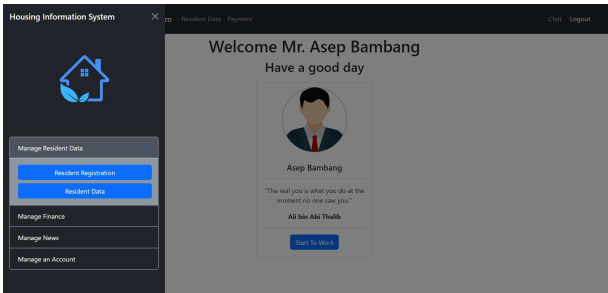 Housing Information System
m Resident Data Payment Chat Logout
Welcome Mr. Asep Bambang
Have a good day
Manage Resident Data
Resident Registration
Resident Data
Manage Finance
Manage News
Manage an Account
Asep Bambang
"The real you is what you do at the
moment no one saw you."
Ali bin Abi Thalib
Start To Work